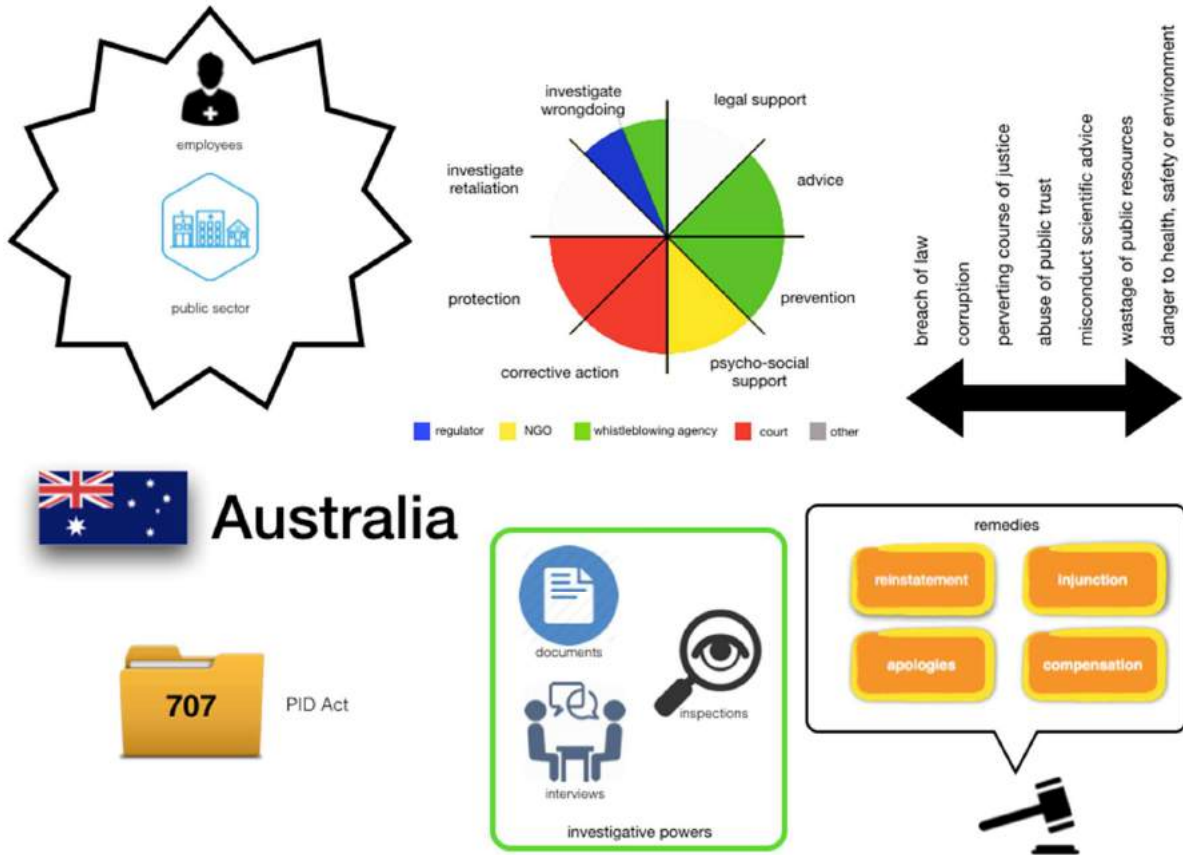 employees
public sector
investigate
wrongdoing
legal support
investigate
retaliation
advice
protection
prevention
corrective action
psycho-social
support
regulator
NGO
whistleblowing agency
court
other
breach of law
corruption
perverting course of justice
abuse of public trust
misconduct scientific advice
wastage of public resources
danger to health, safety or environment
Australia
707
PID Act
documents
inspections
interviews
investigative powers
remedies
reinstatement
injunction
apologies
compensation